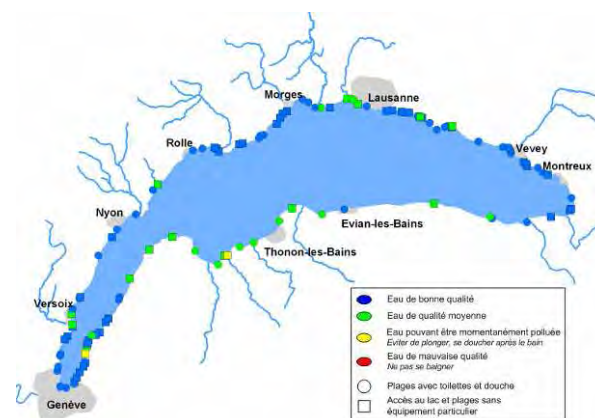 Morges
Lausanne
Rolle
Vevey
Montreux
Nyon
Evian-les-Bains
Thonon-les-Bains
Versoix
Genève
Eau de bonne qualité
Eau de qualité moyenne
Eau pouvant être momentanément polluée
Eviter de plonger, se doucher après le bain
Eau de mauvaise qualité
Ne pas se baigner
Plages avec toilettes et douche
Accès au lac et plages sans
équipement particulier